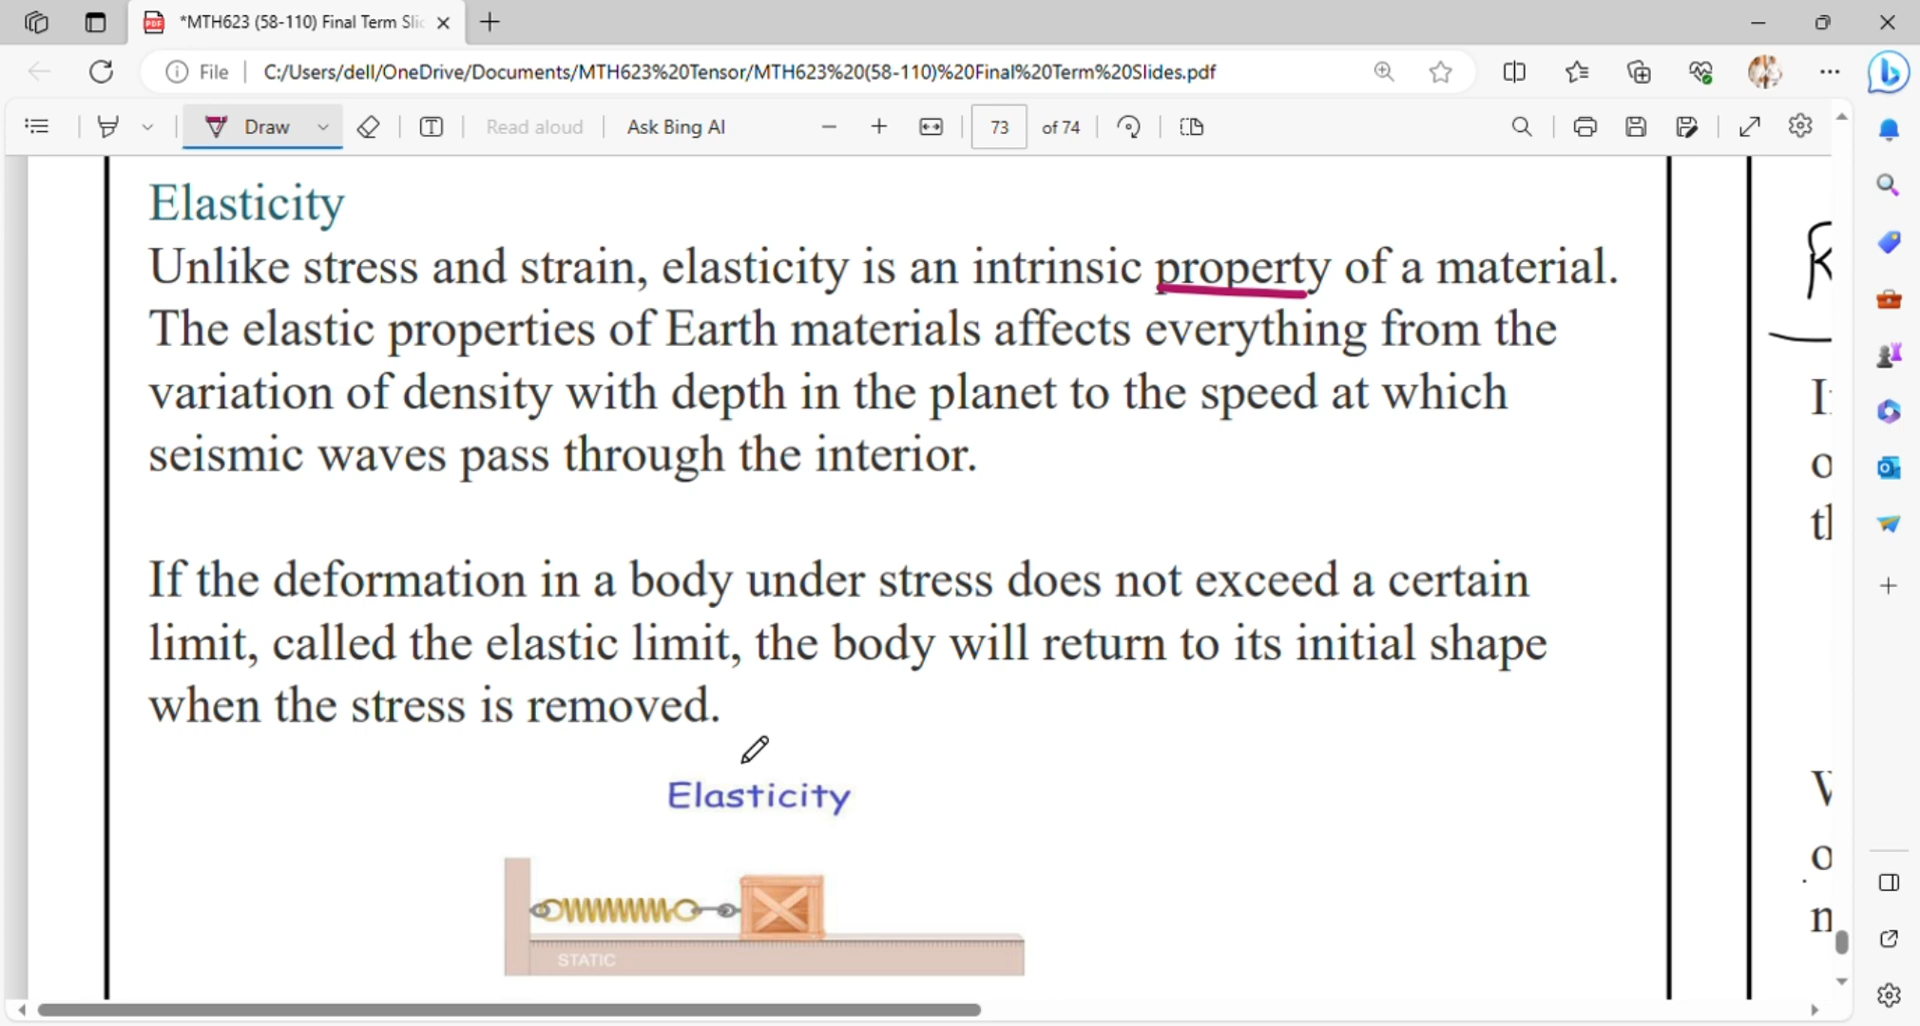 *MTH623 (58-110) Final Term Slic
File
C:/Users/dell/OneDrive/Documents/MTH623%20Tensor/MTH623%20(58-110)%20Final%20Term%20Slides.pdf
Draw
Read aloud
Ask Bing AI
73
of 74
Elasticity
Unlike stress and strain, elasticity is an intrinsic property of a material.
The elastic properties of Earth materials affects everything from the
variation of density with depth in the planet to the speed at which
seismic waves pass through the interior.
If the deformation in a body under stress does not exceed a certain
limit, called the elastic limit, the body will return to its initial shape
when the stress is removed.
Elasticity
STATIC